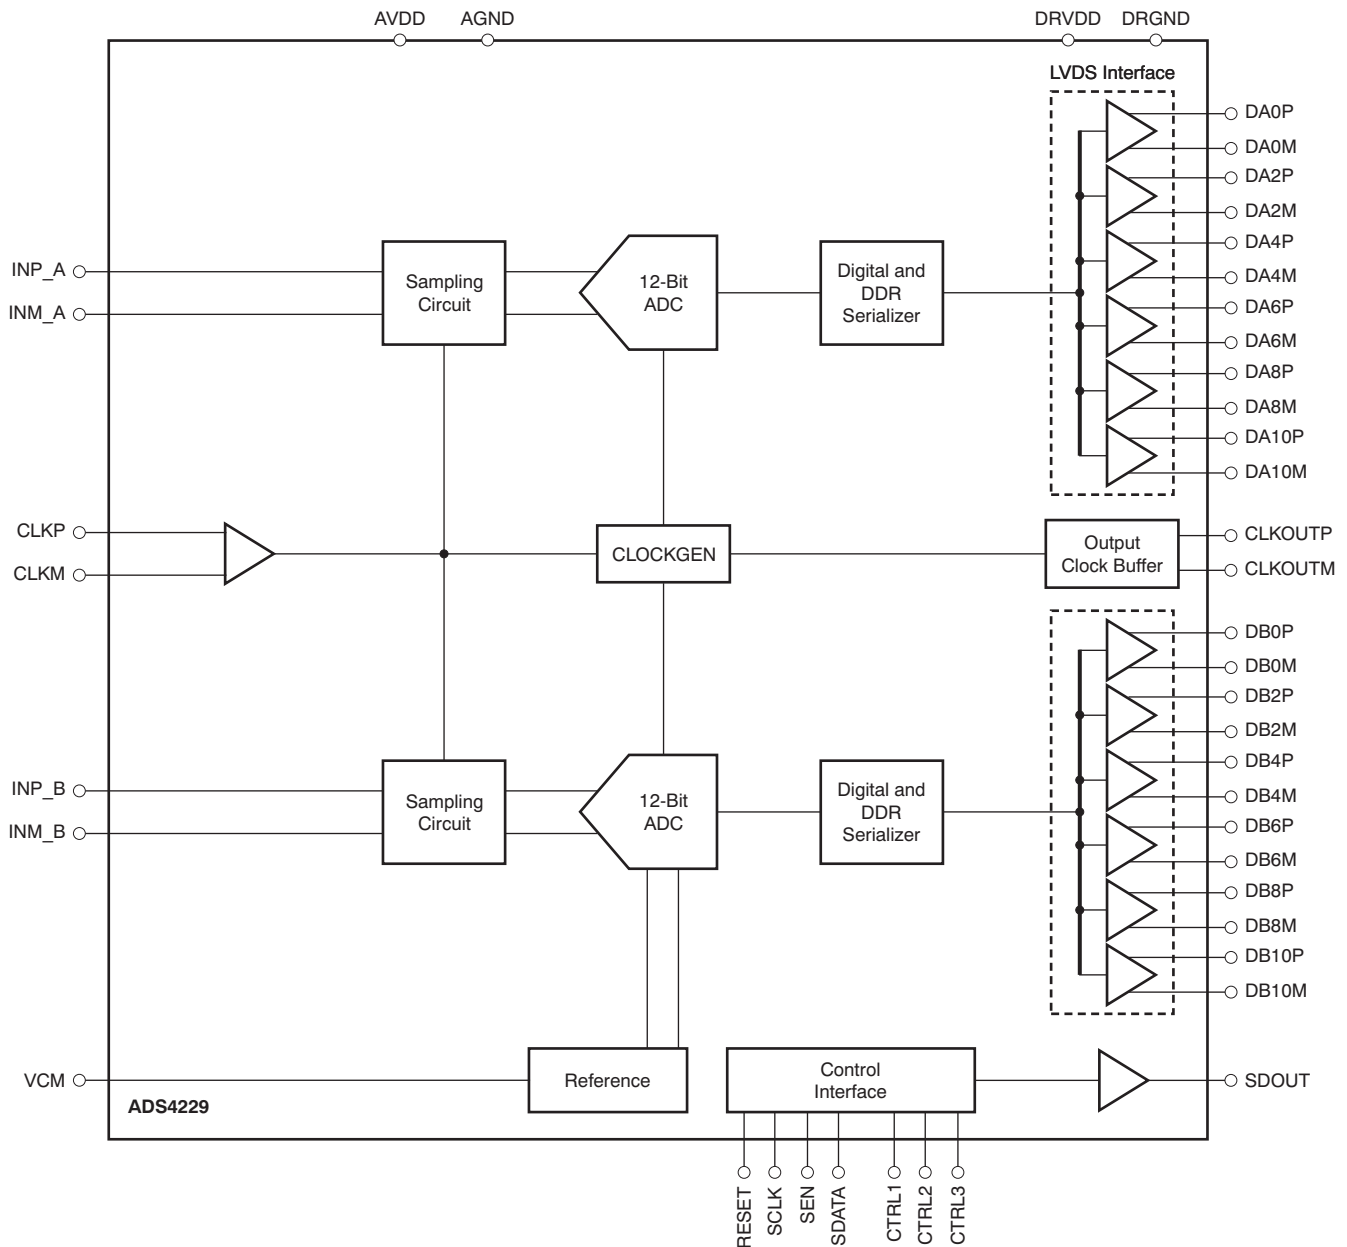 AVDD
AGND
DRVDD
DRGND
LVDS Interface
DA0P
DA0M
DA2P
DA2M
DA4P
DA4M
DA6P
DA6M
DA8P
DA8M
DA10P
DA10M
INP_A
INM_A
Sampling
Circuit
12-Bit
ADC
Digital and
DDR
Serializer
CLKP
CLKM
CLOCKGEN
Output
Clock Buffer
CLKOUTP
CLKOUTM
DB0P
DB0M
DB2P
DB2M
DB4P
DB4M
DB6P
DB6M
DB8P
DB8M
DB10P
DB10M
INP_B
INM_B
Sampling
Circuit
12-Bit
ADC
Digital and
DDR
Serializer
VCM
Reference
Control
Interface
SDOUT
ADS4229
RESET
SCLK
SEN
SDATA
CTRL1
CTRL2
CTRL3